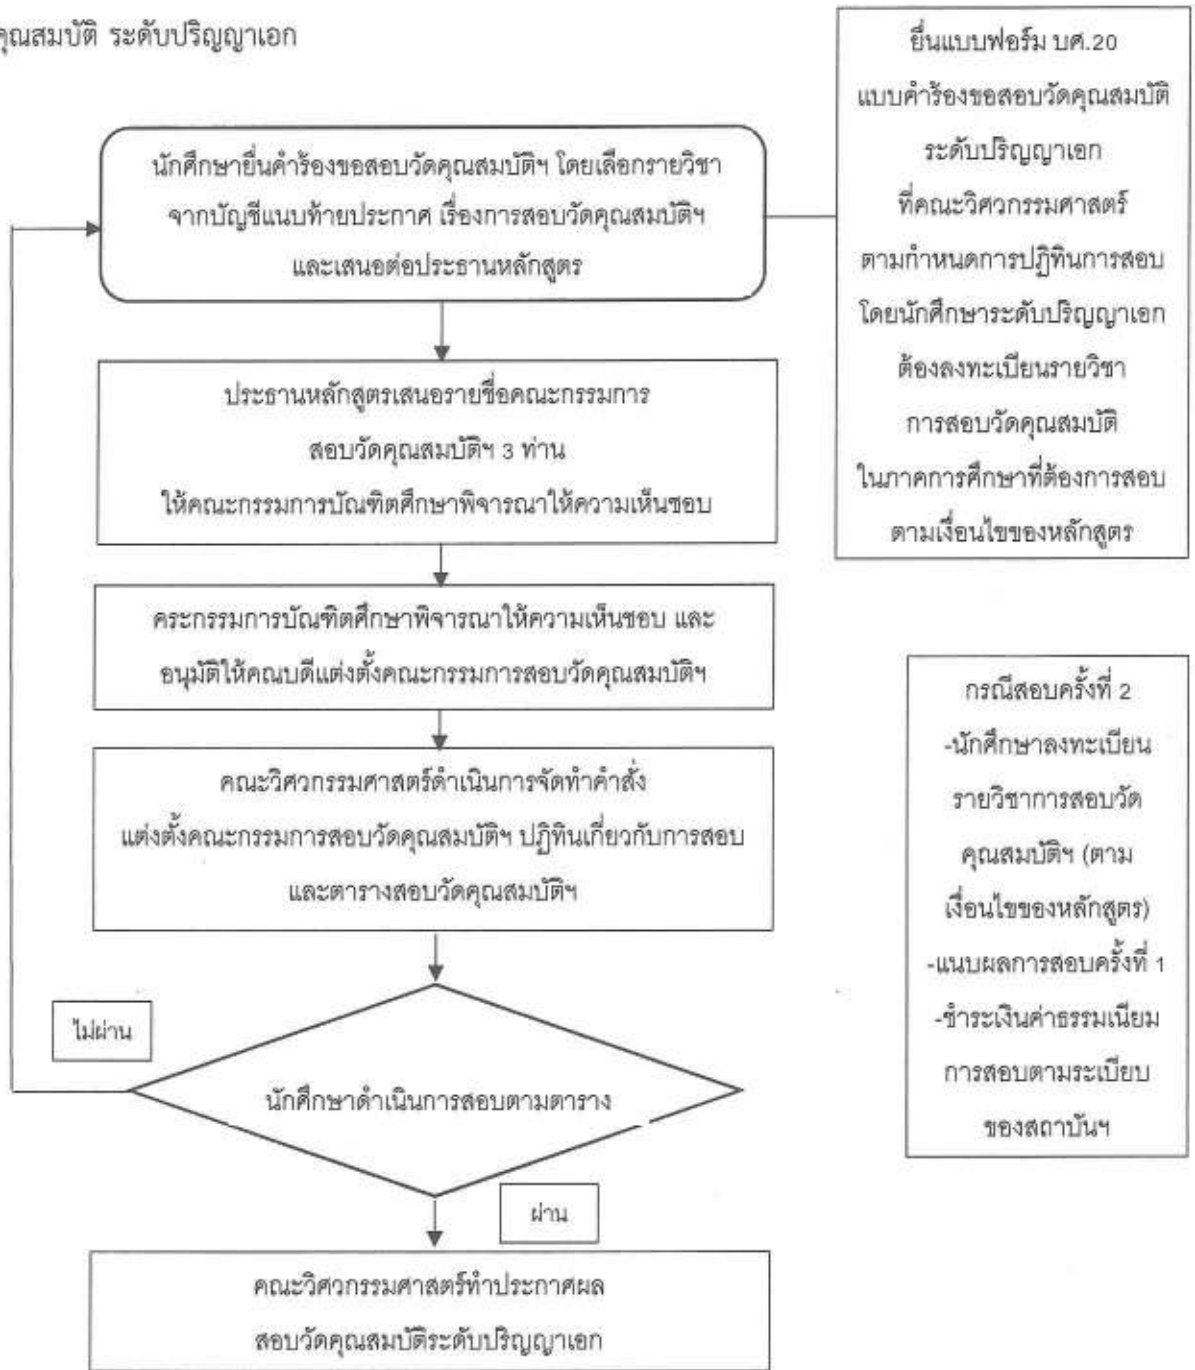 คุณสมบัติ ระดับปริญญาเอก
ยื่นแบบฟอร์ม บศ.20
แบบคำร้องขอสอบวัดคุณสมบัติ
ระดับปริญญาเอก
ที่คณะวิศวกรรมศาสตร์
ตามกำหนดการปฏิทินการสอบ
โดยนักศึกษาระดับปริญญาเอก
ต้องลงทะเบียนรายวิชา
การสอบวัดคุณสมบัติ
ในภาคการศึกษาที่ต้องการสอบ
ตามเงื่อนไขของหลักสูตร
นักศึกษายื่นคำร้องขอสอบวัดคุณสมบัติฯ โดยเลือกรายวิชา
จากบัญชีแนบท้ายประกาศ เรื่องการสอบวัดคุณสมบัติฯ
และเสนอต่อประธานหลักสูตร
ประธานหลักสูตรเสนอรายชื่อคณะกรรมการ
สอบวัดคุณสมบัติฯ 3 ท่าน
ให้คณะกรรมการบัณฑิตศึกษาพิจารณาให้ความเห็นชอบ
คระกรรมการบัณฑิตศึกษาพิจารณาให้ความเห็นชอบ และ
อนุมัติให้คณบดีแต่งตั้งคณะกรรมการสอบวัดคุณสมบัติฯ
คณะวิศวกรรมศาสตร์ดำเนินการจัดทำคำสั่ง
แต่งตั้งคณะกรรมการสอบวัดคุณสมบัติฯ ปฏิทินเกี่ยวกับการสอบ
และตารางสอบวัดคุณสมบัติฯ
กรณีสอบครั้งที่ 2
-นักศึกษาลงทะเบียน
รายวิชาการสอบวัด
คุณสมบัติฯ (ตาม
เงื่อนไขของหลักสูตร)
-แนบผลการสอบครั้งที่ 1
-ชำระเงินค่าธรรมเนียม
การสอบตามระเบียบ
ของสถาบันฯ
ไม่ผ่าน
นักศึกษาดำเนินการสอบตามตาราง
ผ่าน
คณะวิศวกรรมศาสตร์ทำประกาศผล
สอบวัดคุณสมบัติระดับปริญญาเอก